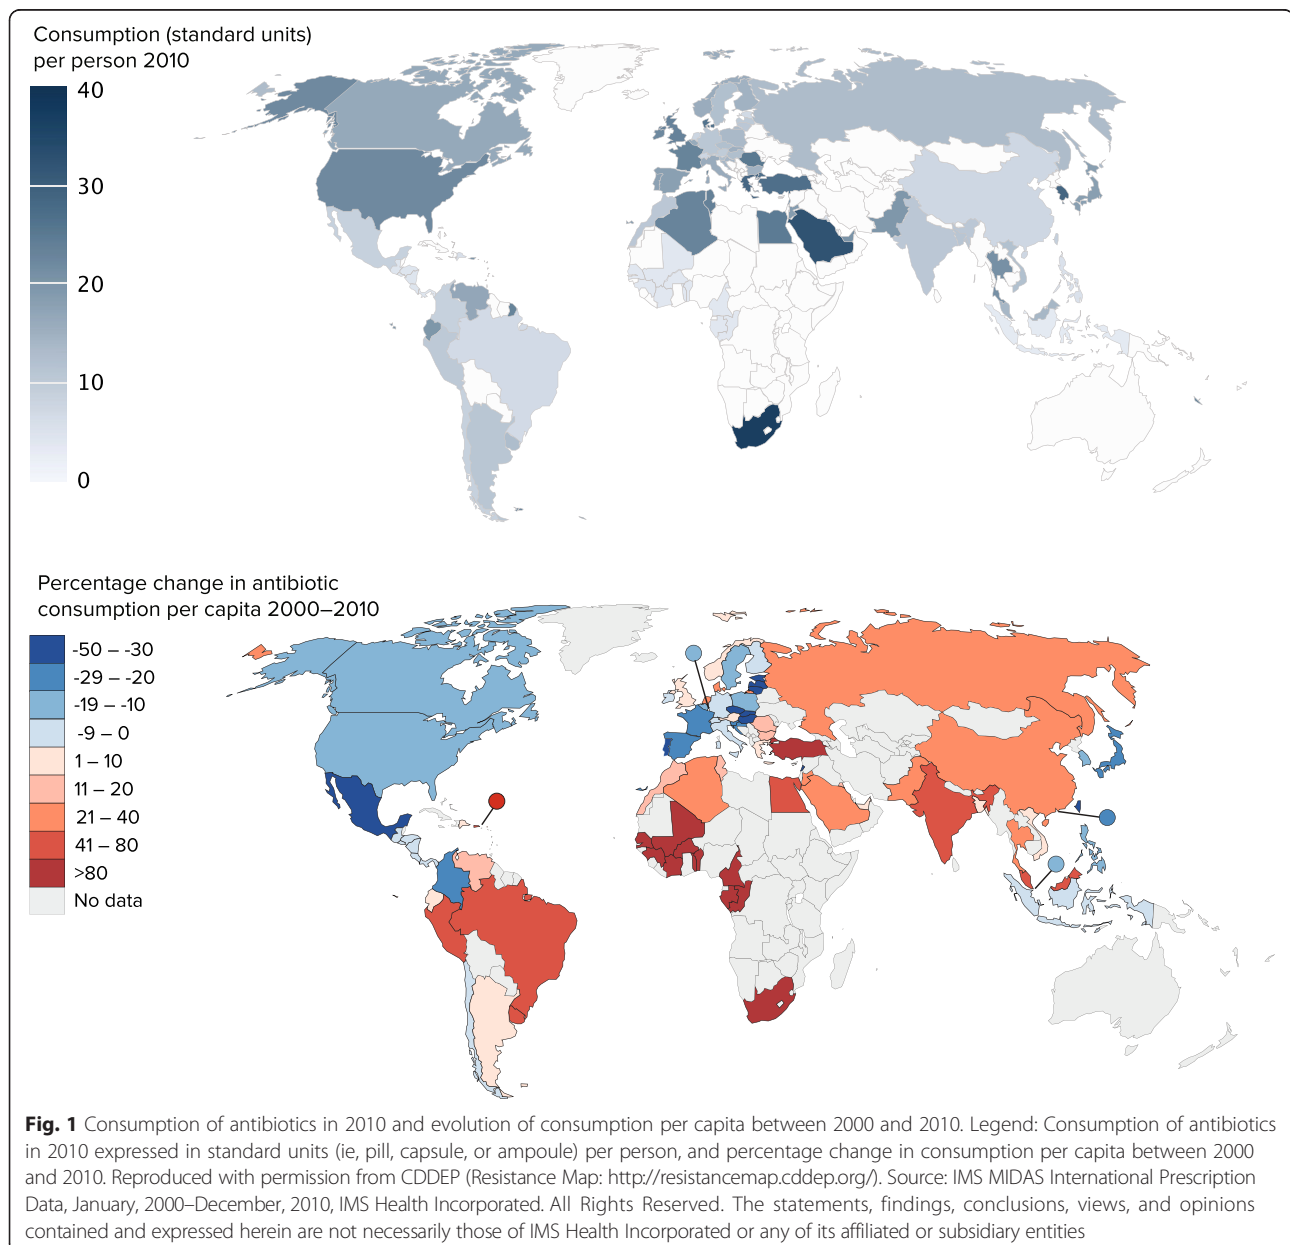 Consumption (standard units)
per person 2010
40
30
20
10
0
Percentage change in antibiotic
consumption per capita 2000–2010
-50 – -30
-29 – -20
-19 – -10
-9 – 0
1 – 10
11 – 20
21 – 40
41 – 80
>80
No data
Fig. 1 Consumption of antibiotics in 2010 and evolution of consumption per capita between 2000 and 2010. Legend: Consumption of antibiotics
in 2010 expressed in standard units (ie, pill, capsule, or ampoule) per person, and percentage change in consumption per capita between 2000
and 2010. Reproduced with permission from CDDEP (Resistance Map: http://resistancemap.cddep.org/). Source: IMS MIDAS International Prescription
Data, January, 2000–December, 2010, IMS Health Incorporated. All Rights Reserved. The statements, findings, conclusions, views, and opinions
contained and expressed herein are not necessarily those of IMS Health Incorporated or any of its affiliated or subsidiary entities